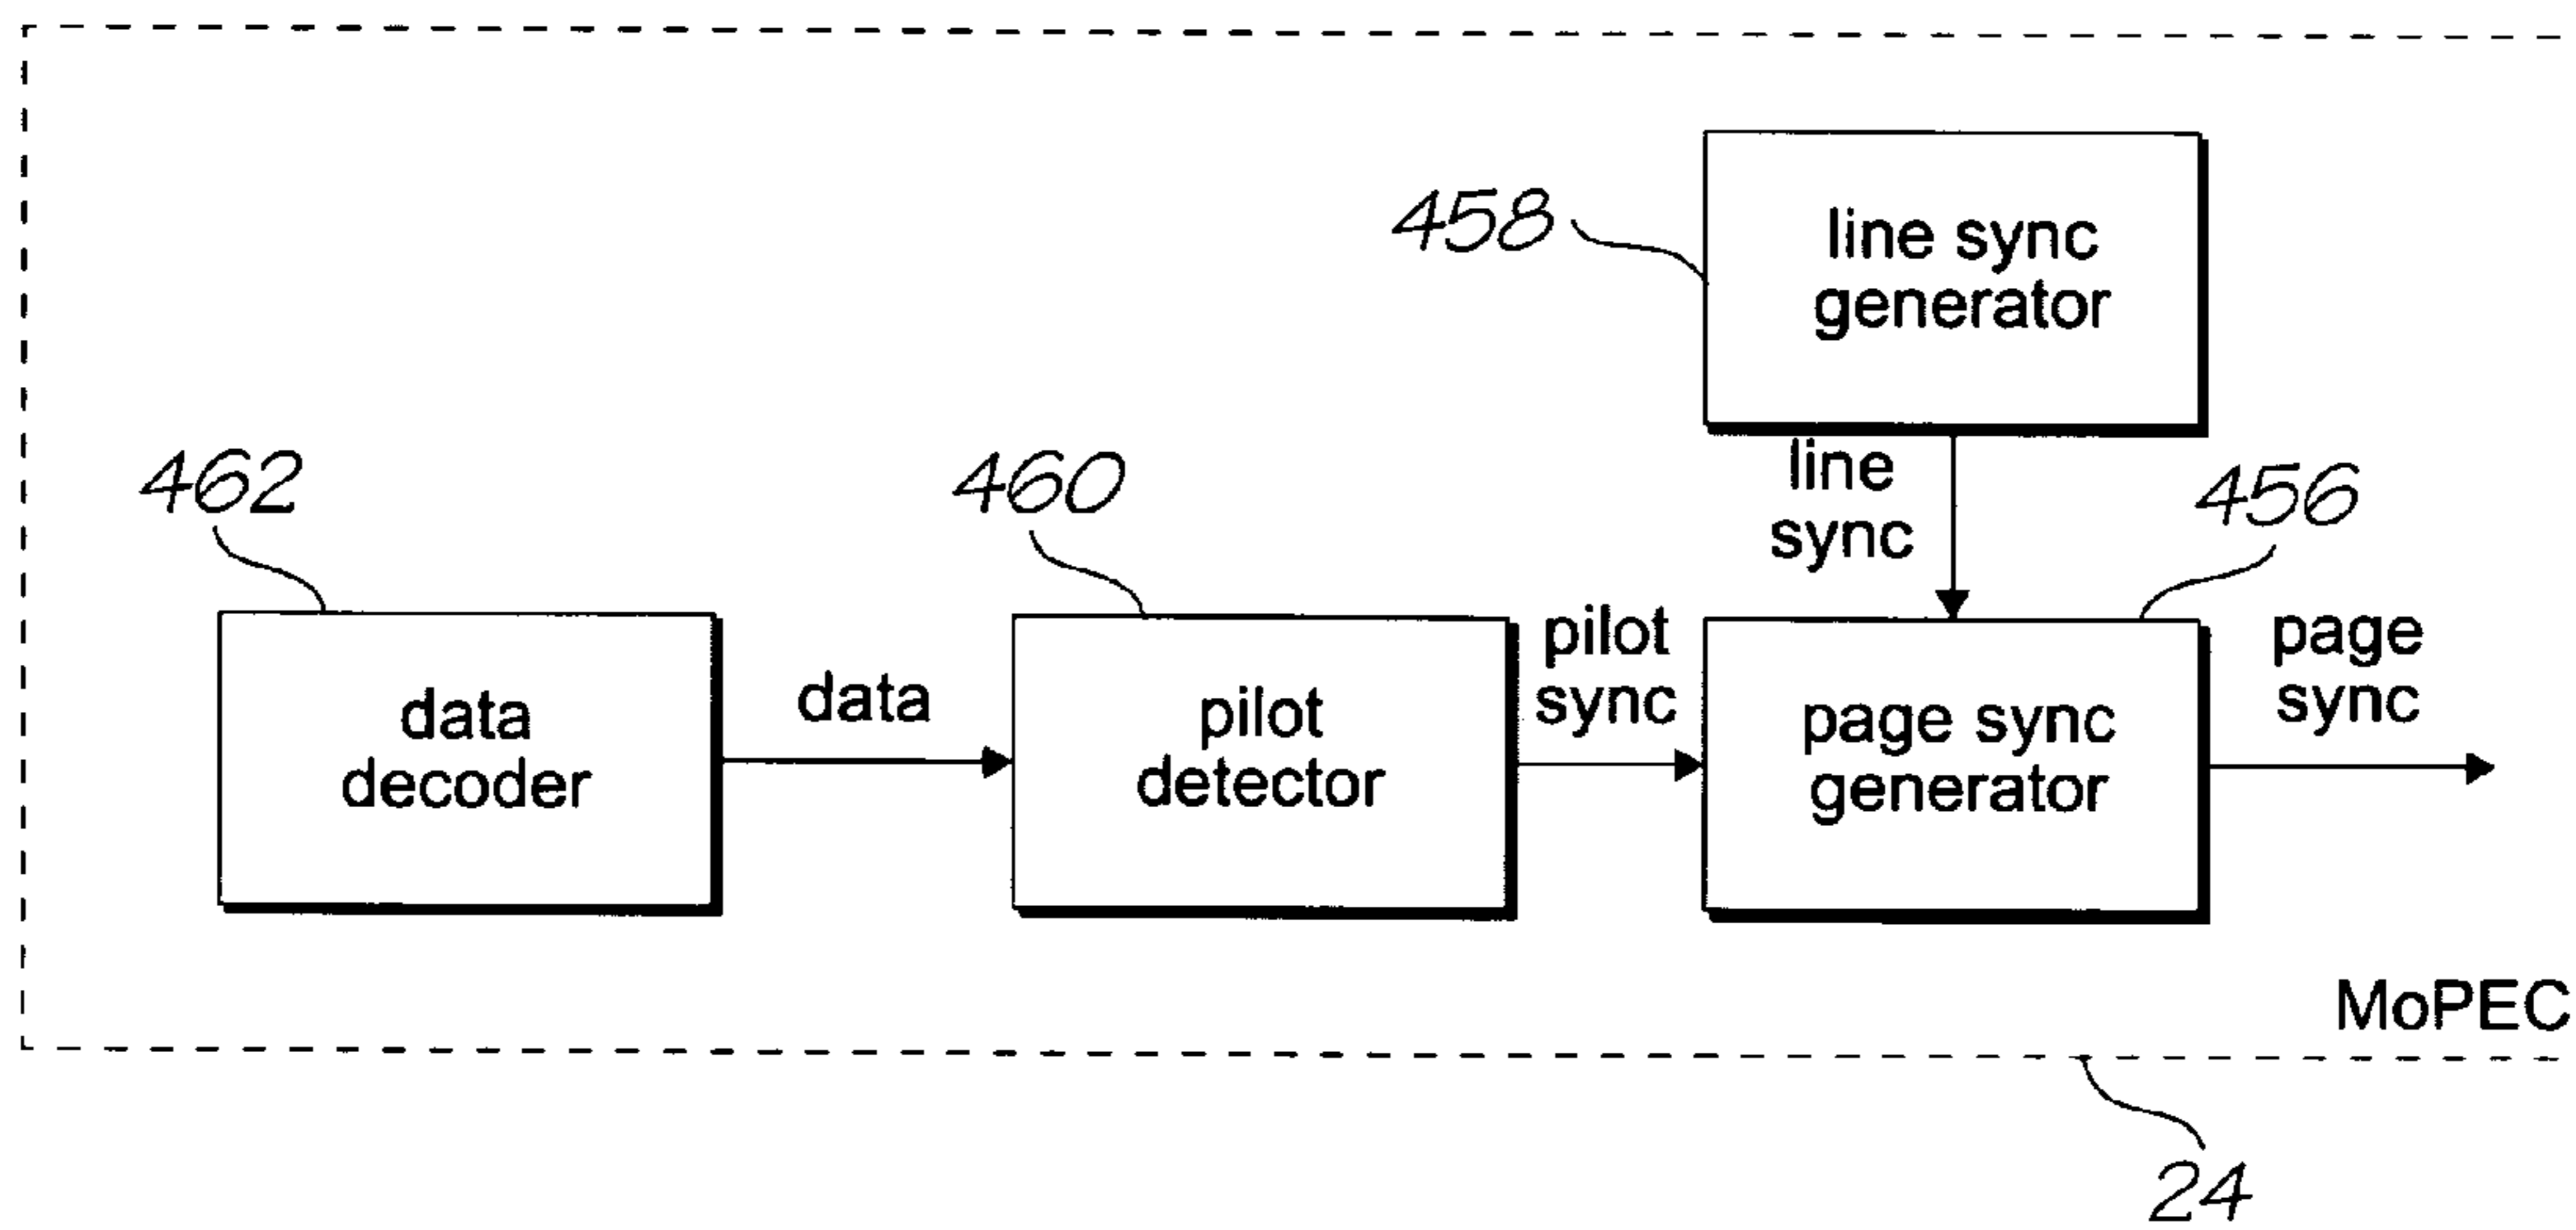 458
line sync
generator
line
sync
462
460
456
data
decoder
data
pilot
detector
pilot
sync
page sync
generator
page
sync
MoPEC
24